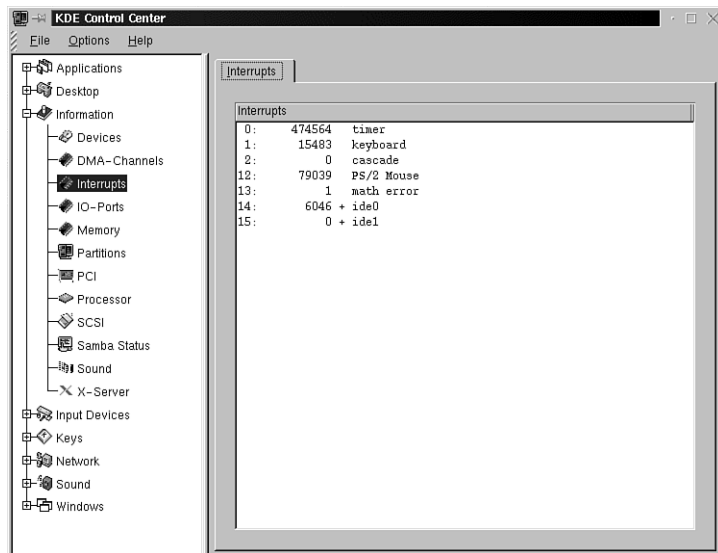 KDE Control Center
File Options Help
Applications
Desktop
Information
Devices
DMA-Channels
Interrupts
IO-Ports
Memory
Partitions
PCI
Processor
SCSI
Samba Status
Sound
X-Server
Input Devices
Keys
Network
Sound
Windows
Interrupts
Interrupts
0: 474564 timer
1: 15483 keyboard
2: 0 cascade
12: 79039 PS/2 Mouse
13: 1 math error
14: 6046 + ide0
15: 0 + ide1